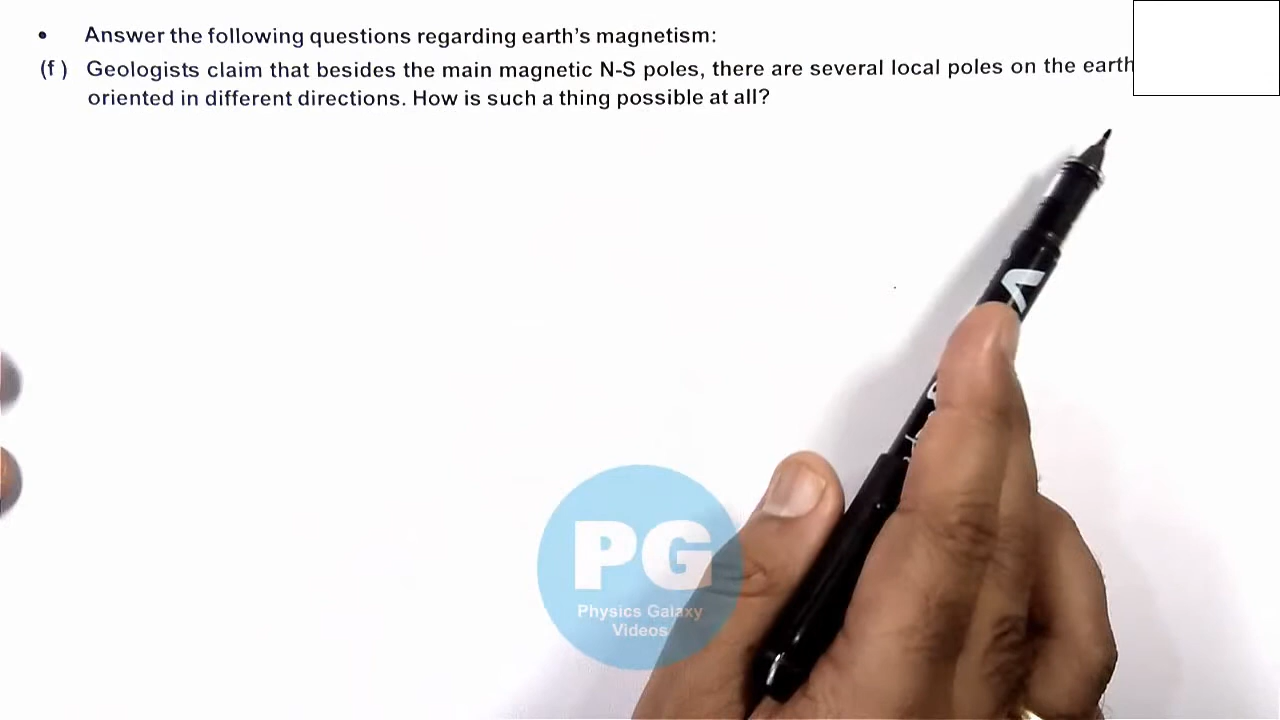 • Answer the following questions regarding earth's magnetism:
(f) Geologists claim that besides the main magnetic N-S poles, there are several local poles on the earth
oriented in different directions. How is such a thing possible at all?
PG
Physics Galaxy
Videos